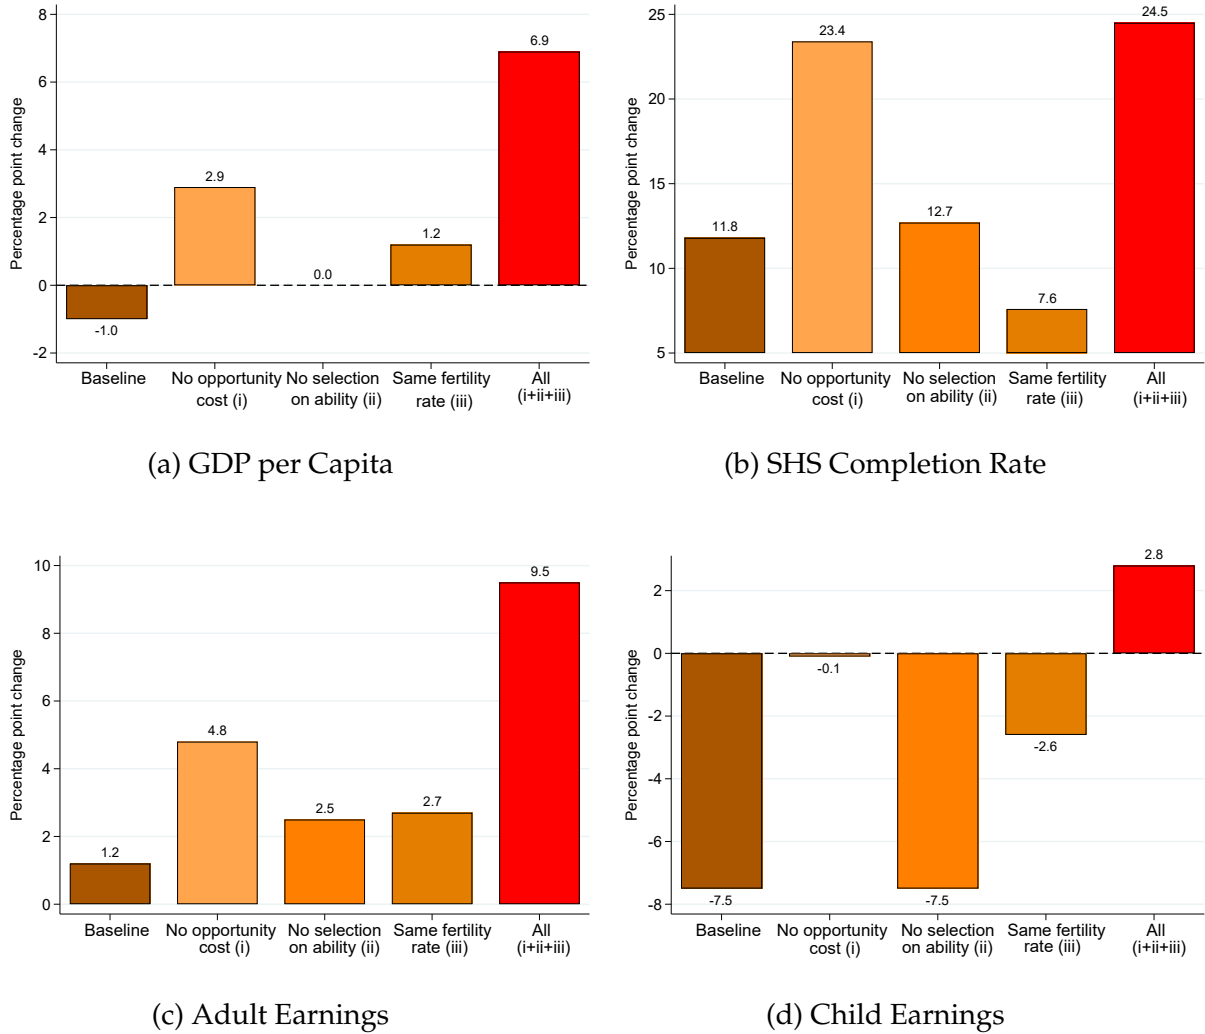 Percentage point change
8
6
4
2
0
-2
-1.0
2.9
0.0
1.2
6.9
Baseline
No opportunity
cost (i)
No selection
on ability (ii)
Same fertility
rate (iii)
All
(i+ii+iii)
(a) GDP per Capita
Percentage point change
25
20
15
10
5
11.8
23.4
12.7
7.6
24.5
Baseline
No opportunity
cost (i)
No selection
on ability (ii)
Same fertility
rate (iii)
All
(i+ii+iii)
(b) SHS Completion Rate
Percentage point change
10
8
6
4
2
0
1.2
4.8
2.5
2.7
9.5
Baseline
No opportunity
cost (i)
No selection
on ability (ii)
Same fertility
rate (iii)
All
(i+ii+iii)
(c) Adult Earnings
Percentage point change
2
0
-2
-4
-6
-8
-7.5
-0.1
-7.5
-2.6
2.8
Baseline
No opportunity
cost (i)
No selection
on ability (ii)
Same fertility
rate (iii)
All
(i+ii+iii)
(d) Child Earnings